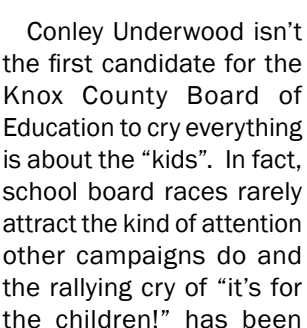 Conley Underwood isn’t
the first candidate for the
Knox County Board of
Education to cry everything
is about the “kids”. In fact,
school board races rarely
attract the kind of attention
other campaigns do and
the rallying cry of “it’s for
the children!” has been